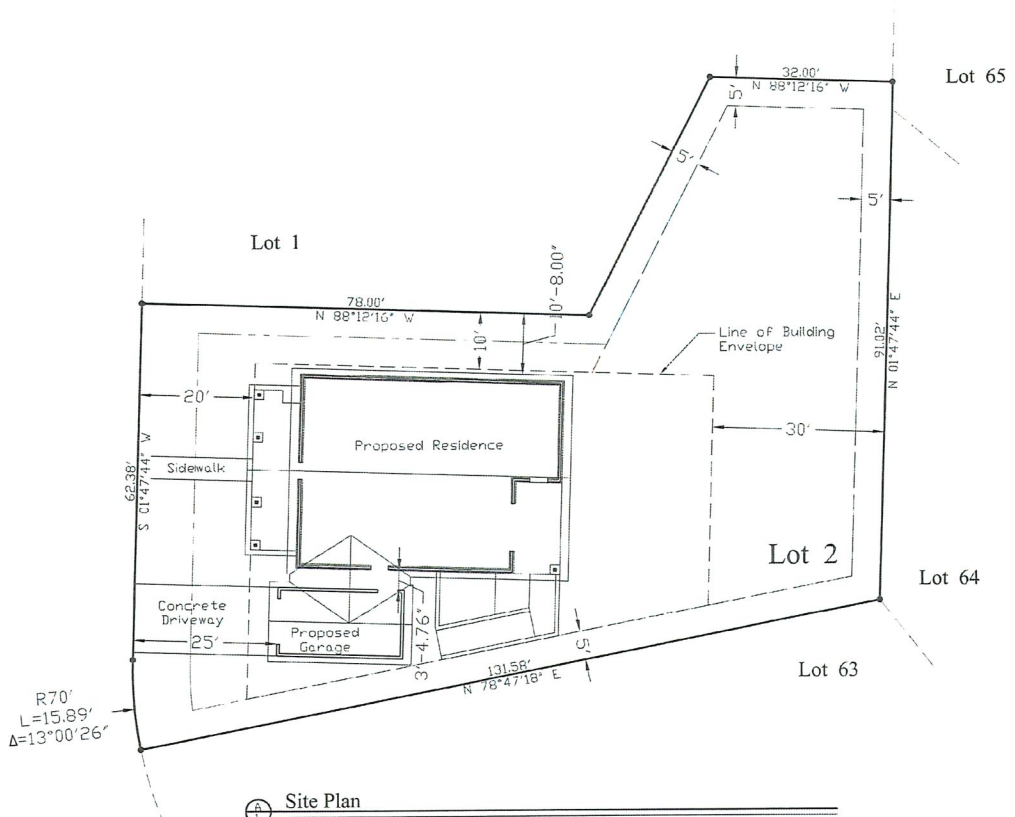 32.00'
N 88°12'16" W
Lot 65
5'
5'
5'
Lot 1
78.00'
N 88°12'16" W
10'
10'-8.00"
Line of Building
Envelope
91.02'
N 01°47'44" E
20'
30'
Proposed Residence
Sidewalk
62.38'
S 01°47'44" W
Lot 2
Lot 64
Concrete
Driveway
25'
Proposed
Garage
3'-4.76"
5'
131.58'
N 78°47'18" E
Lot 63
R70'
L=15.89'
Δ=13°00'26"
A
Site Plan